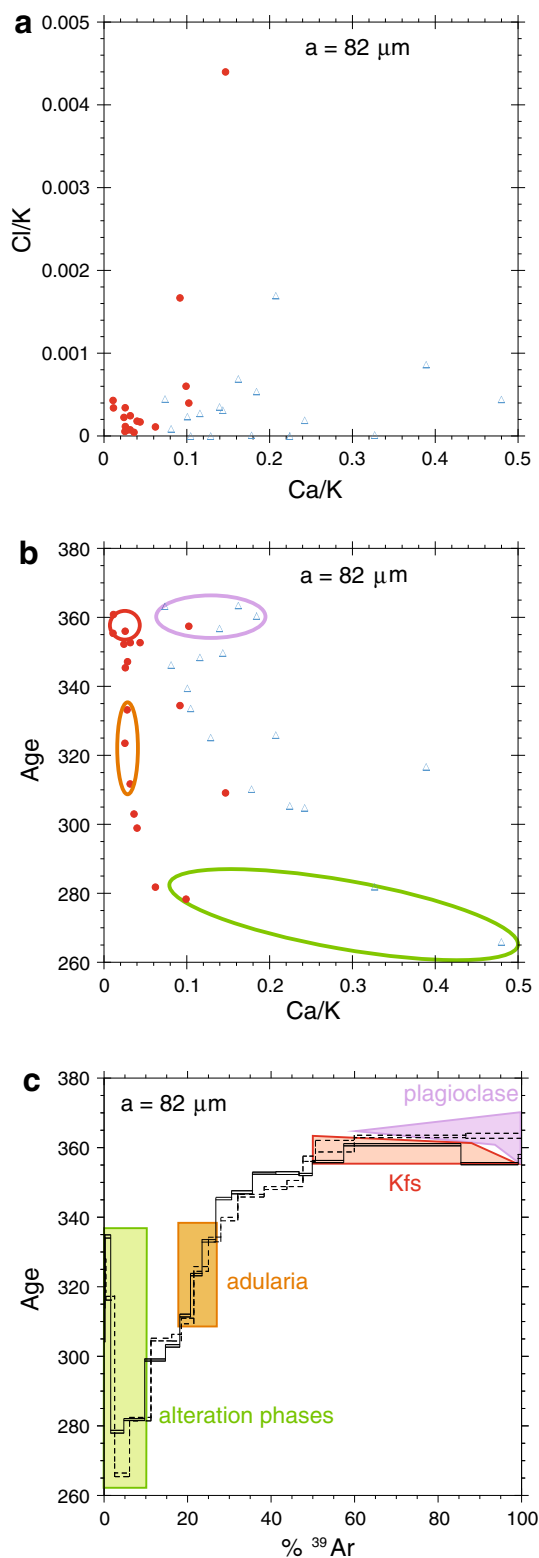 a
a = 82 μm
0.005
0.004
0.003
0.002
0.001
0
Cl/K
0 0.1 0.2 0.3 0.4 0.5
Ca/K
b
a = 82 μm
380
360
340
320
300
280
260
Age
0 0.1 0.2 0.3 0.4 0.5
Ca/K
c
a = 82 μm
plagioclase
Kfs
adularia
alteration phases
380
360
340
320
300
280
260
Age
0 20 40 60 80 100
% ³⁹Ar